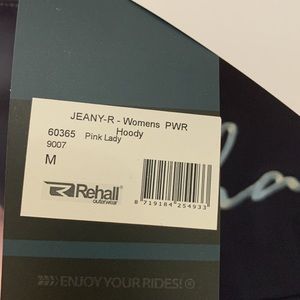 JEANY-R - Womens PWR
Hoody
60365 Pink Lady
9007
M
Rehall
outerwear
8 719184 254933
ENJOY YOUR RIDES!®